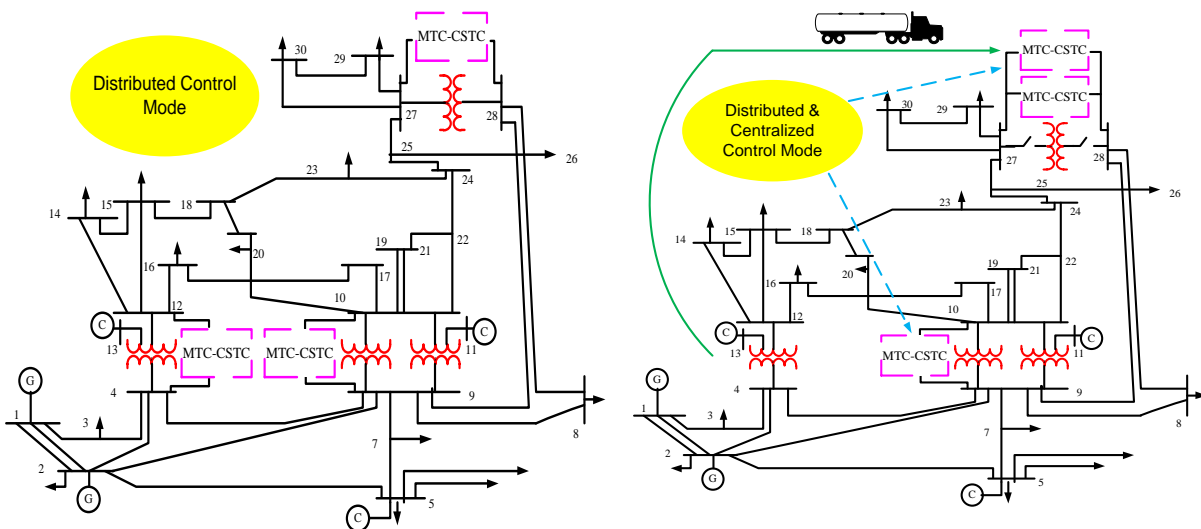 MTC-CSTC
30
29
Distributed Control
Mode
27
28
25
26
24
23
15
18
14
22
19
21
20
16
17
12
10
C
C
13
11
MTC-CSTC
MTC-CSTC
4
9
G
1
3
7
8
2
G
5
C
MTC-CSTC
MTC-CSTC
Distributed &
Centralized
Control Mode
30
29
27
28
25
26
24
23
15
18
14
22
19
21
20
16
17
12
10
C
C
13
11
MTC-CSTC
4
9
G
1
3
7
8
2
G
5
C